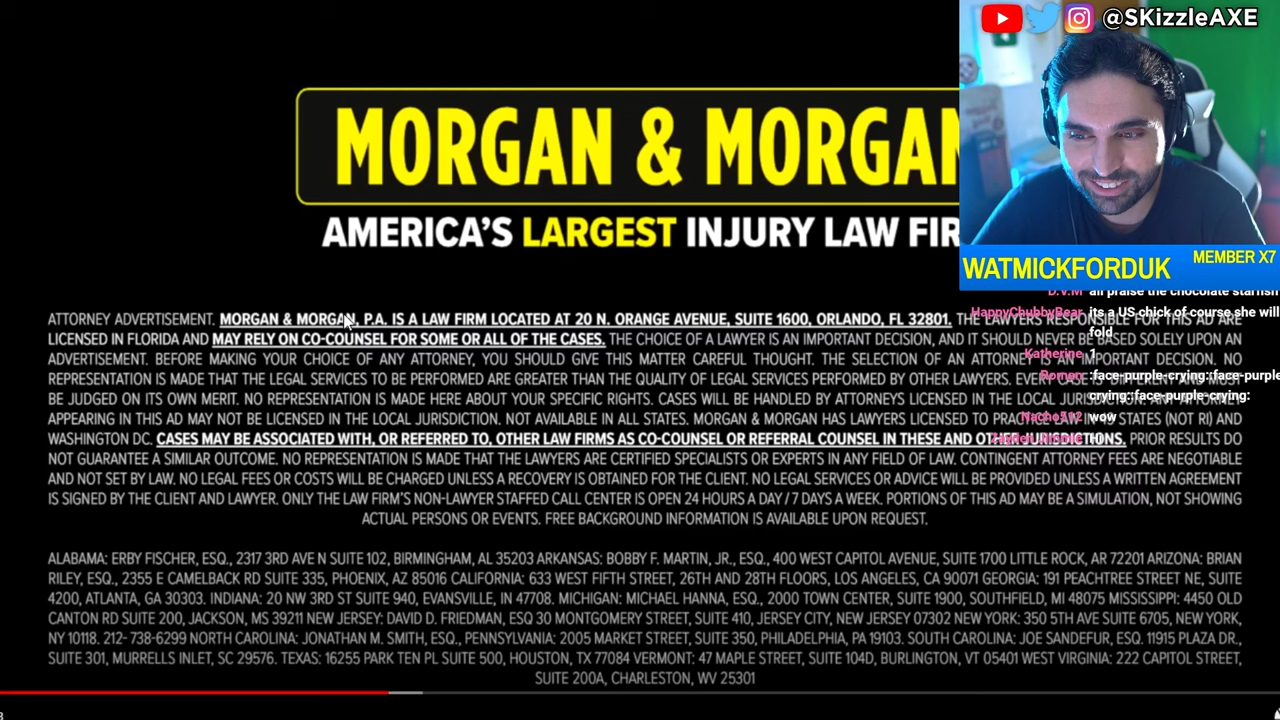 @SKizzleAXE
MORGAN & MORGAN
AMERICA'S LARGEST INJURY LAW FIR
WATMICKFORDUK
MEMBER X7
D.V.M all praise the chocolate starfish
HappyChubbyBear its a US chick of course she will
fold
Katherine 1
Romen :face-purple-crying::face-purple-
crying:face-purple-crying:
Nacho312 wow
ATTORNEY ADVERTISEMENT. MORGAN & MORGAN, P.A. IS A LAW FIRM LOCATED AT 20 N. ORANGE AVENUE, SUITE 1600, ORLANDO, FL 32801. THE LAWYERS RESPONSIBLE FOR THIS AD ARE
LICENSED IN FLORIDA AND MAY RELY ON CO-COUNSEL FOR SOME OR ALL OF THE CASES. THE CHOICE OF A LAWYER IS AN IMPORTANT DECISION, AND IT SHOULD NEVER BE BASED SOLELY UPON AN
ADVERTISEMENT. BEFORE MAKING YOUR CHOICE OF ANY ATTORNEY, YOU SHOULD GIVE THIS MATTER CAREFUL THOUGHT. THE SELECTION OF AN ATTORNEY IS AN IMPORTANT DECISION. NO
REPRESENTATION IS MADE THAT THE LEGAL SERVICES TO BE PERFORMED ARE GREATER THAN THE QUALITY OF LEGAL SERVICES PERFORMED BY OTHER LAWYERS. EVERY CASE IS DIFFERENT AND MUST
BE JUDGED ON ITS OWN MERIT. NO REPRESENTATION IS MADE HERE ABOUT YOUR SPECIFIC RIGHTS. CASES WILL BE HANDLED BY ATTORNEYS LICENSED IN THE LOCAL
APPEARING IN THIS AD MAY NOT BE LICENSED IN THE LOCAL JURISDICTION. NOT AVAILABLE IN ALL STATES. MORGAN & MORGAN HAS LAWYERS LICENSED TO PRACTICE STATES (NOT RI) AND
WASHINGTON DC. CASES MAY BE ASSOCIATED WITH, OR REFERRED TO, OTHER LAW FIRMS AS CO-COUNSEL OR REFERRAL COUNSEL IN THESE AND OTHER PRIOR RESULTS DO
NOT GUARANTEE A SIMILAR OUTCOME. NO REPRESENTATION IS MADE THAT THE LAWYERS ARE CERTIFIED SPECIALISTS OR EXPERTS IN ANY FIELD OF LAW. CONTINGENT ATTORNEY FEES ARE NEGOTIABLE
AND NOT SET BY LAW. NO LEGAL FEES OR COSTS WILL BE CHARGED UNLESS A RECOVERY IS OBTAINED FOR THE CLIENT. NO LEGAL SERVICES OR ADVICE WILL BE PROVIDED UNLESS A WRITTEN AGREEMENT
IS SIGNED BY THE CLIENT AND LAWYER. ONLY THE LAW FIRM'S NON-LAWYER STAFFED CALL CENTER IS OPEN 24 HOURS A DAY / 7 DAYS A WEEK. PORTIONS OF THIS AD MAY BE A SIMULATION, NOT SHOWING
ACTUAL PERSONS OR EVENTS. FREE BACKGROUND INFORMATION IS AVAILABLE UPON REQUEST.
ALABAMA: ERBY FISCHER, ESQ., 2317 3RD AVE N SUITE 102, BIRMINGHAM, AL 35203 ARKANSAS: BOBBY F. MARTIN, JR., ESQ., 400 WEST CAPITOL AVENUE, SUITE 1700 LITTLE ROCK, AR 72201 ARIZONA: BRIAN
RILEY, ESQ., 2355 E CAMELBACK RD SUITE 335, PHOENIX, AZ 85016 CALIFORNIA: 633 WEST FIFTH STREET, 26TH AND 28TH FLOORS, LOS ANGELES, CA 90071 GEORGIA: 191 PEACHTREE STREET NE, SUITE
4200, ATLANTA, GA 30303. INDIANA: 20 NW 3RD ST SUITE 940, EVANSVILLE, IN 47708. MICHIGAN: MICHAEL HANNA, ESQ., 2000 TOWN CENTER, SUITE 1900, SOUTHFIELD, MI 48075 MISSISSIPPI: 4450 OLD
CANTON RD SUITE 200, JACKSON, MS 39211 NEW JERSEY: DAVID D. FRIEDMAN, ESQ 30 MONTGOMERY STREET, SUITE 410, JERSEY CITY, NEW JERSEY 07302 NEW YORK: 350 5TH AVE SUITE 6705, NEW YORK,
NY 10118. 212- 738-6299 NORTH CAROLINA: JONATHAN M. SMITH, ESQ., PENNSYLVANIA: 2005 MARKET STREET, SUITE 350, PHILADELPHIA, PA 19103. SOUTH CAROLINA: JOE SANDEFUR, ESQ. 11915 PLAZA DR.,
SUITE 301, MURRELLS INLET, SC 29576. TEXAS: 16255 PARK TEN PL SUITE 500, HOUSTON, TX 77084 VERMONT: 47 MAPLE STREET, SUITE 104D, BURLINGTON, VT 05401 WEST VIRGINIA: 222 CAPITOL STREET,
SUITE 200A, CHARLESTON, WV 25301